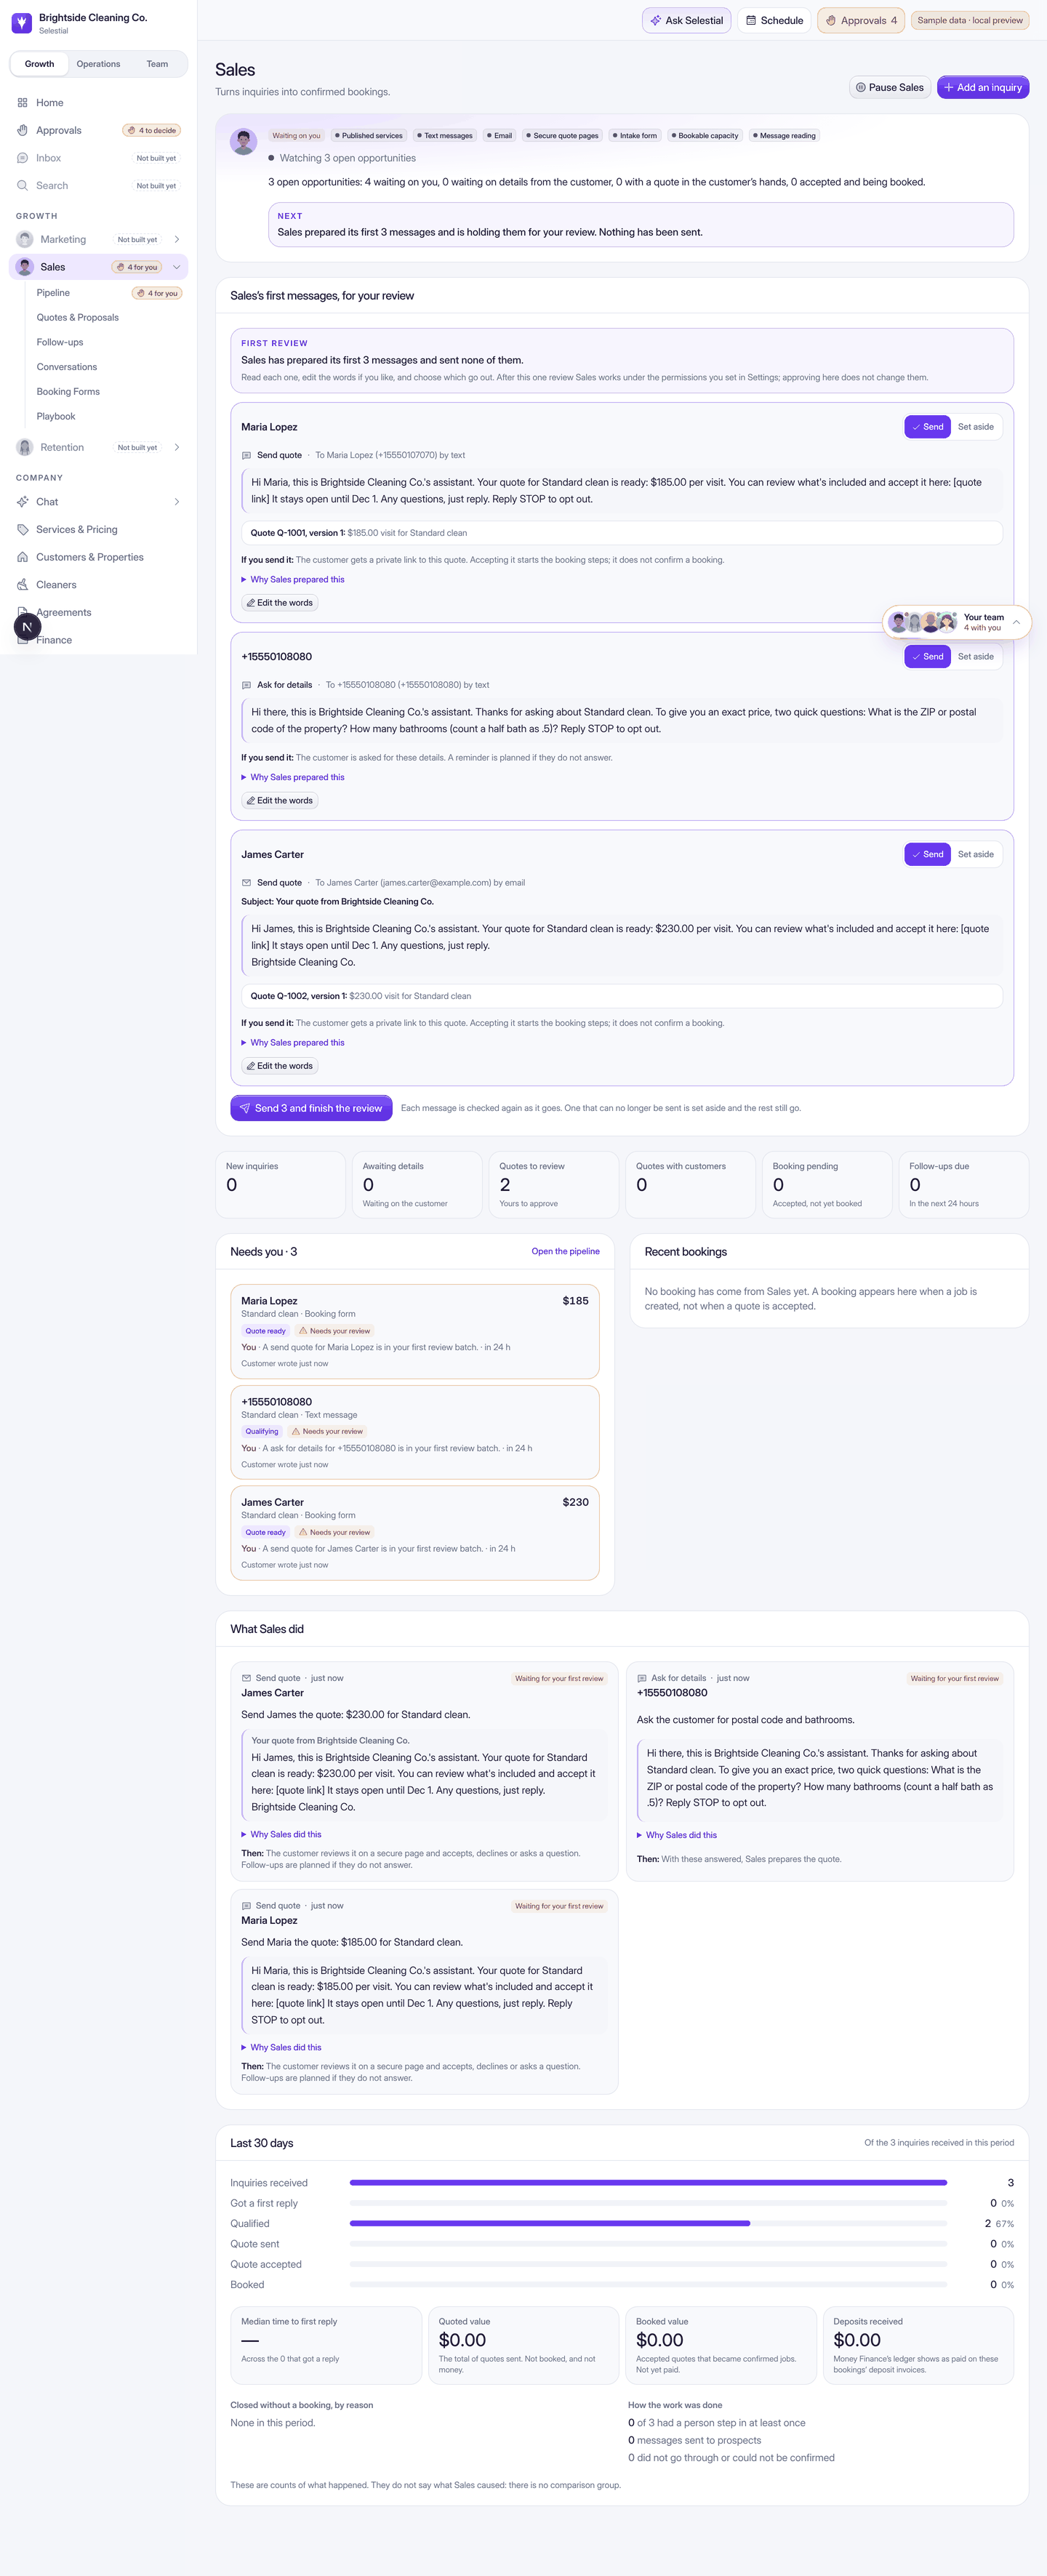 Brightside Cleaning Co.
Selestial
Growth
Operations
Team
Home
Approvals
4 to decide
Inbox
Not built yet
Search
Not built yet
GROWTH
Marketing
Not built yet
Sales
4 for you
Pipeline
4 for you
Quotes & Proposals
Follow-ups
Conversations
Booking Forms
Playbook
Retention
Not built yet
COMPANY
Chat
Services & Pricing
Customers & Properties
Cleaners
Agreements
N
Finance
Ask Selestial
Schedule
Approvals 4
Sample data · local preview
Sales
Turns inquiries into confirmed bookings.
Pause Sales
Add an inquiry
Waiting on you
Published services
Text messages
Email
Secure quote pages
Intake form
Bookable capacity
Message reading
Watching 3 open opportunities
3 open opportunities: 4 waiting on you, 0 waiting on details from the customer, 0 with a quote in the customer's hands, 0 accepted and being booked.
NEXT
Sales prepared its first 3 messages and is holding them for your review. Nothing has been sent.
Sales's first messages, for your review
FIRST REVIEW
Sales has prepared its first 3 messages and sent none of them.
Read each one, edit the words if you like, and choose which go out. After this one review Sales works under the permissions you set in Settings; approving here does not change them.
Maria Lopez
Send
Set aside
Send quote · To Maria Lopez (+15550107070) by text
Hi Maria, this is Brightside Cleaning Co.'s assistant. Your quote for Standard clean is ready: $185.00 per visit. You can review what's included and accept it here: [quote
link] It stays open until Dec 1. Any questions, just reply. Reply STOP to opt out.
Quote Q-1001, version 1: $185.00 visit for Standard clean
If you send it: The customer gets a private link to this quote. Accepting it starts the booking steps; it does not confirm a booking.
Why Sales prepared this
Edit the words
Your team
4 with you
+15550108080
Send
Set aside
Ask for details · To +15550108080 (+15550108080) by text
Hi there, this is Brightside Cleaning Co.'s assistant. Thanks for asking about Standard clean. To give you an exact price, two quick questions: What is the ZIP or postal
code of the property? How many bathrooms (count a half bath as .5)? Reply STOP to opt out.
If you send it: The customer is asked for these details. A reminder is planned if they do not answer.
Why Sales prepared this
Edit the words
James Carter
Send
Set aside
Send quote · To James Carter (james.carter@example.com) by email
Subject: Your quote from Brightside Cleaning Co.
Hi James, this is Brightside Cleaning Co.'s assistant. Your quote for Standard clean is ready: $230.00 per visit. You can review what's included and accept it here: [quote
link] It stays open until Dec 1. Any questions, just reply.
Brightside Cleaning Co.
Quote Q-1002, version 1: $230.00 visit for Standard clean
If you send it: The customer gets a private link to this quote. Accepting it starts the booking steps; it does not confirm a booking.
Why Sales prepared this
Edit the words
Send 3 and finish the review
Each message is checked again as it goes. One that can no longer be sent is set aside and the rest still go.
New inquiries
0
Awaiting details
0
Waiting on the customer
Quotes to review
2
Yours to approve
Quotes with customers
0
Booking pending
0
Accepted, not yet booked
Follow-ups due
0
In the next 24 hours
Needs you · 3
Open the pipeline
Maria Lopez
$185
Standard clean · Booking form
Quote ready
Needs your review
You · A send quote for Maria Lopez is in your first review batch. · in 24 h
Customer wrote just now
+15550108080
Standard clean · Text message
Qualifying
Needs your review
You · A ask for details for +15550108080 is in your first review batch. · in 24 h
Customer wrote just now
James Carter
$230
Standard clean · Booking form
Quote ready
Needs your review
You · A send quote for James Carter is in your first review batch. · in 24 h
Customer wrote just now
Recent bookings
No booking has come from Sales yet. A booking appears here when a job is
created, not when a quote is accepted.
What Sales did
Send quote · just now
Waiting for your first review
James Carter
Send James the quote: $230.00 for Standard clean.
Your quote from Brightside Cleaning Co.
Hi James, this is Brightside Cleaning Co.'s assistant. Your quote for Standard
clean is ready: $230.00 per visit. You can review what's included and accept it
here: [quote link] It stays open until Dec 1. Any questions, just reply.
Brightside Cleaning Co.
Why Sales did this
Then: The customer reviews it on a secure page and accepts, declines or asks a question.
Follow-ups are planned if they do not answer.
Ask for details · just now
Waiting for your first review
+15550108080
Ask the customer for postal code and bathrooms.
Hi there, this is Brightside Cleaning Co.'s assistant. Thanks for asking about
Standard clean. To give you an exact price, two quick questions: What is the
ZIP or postal code of the property? How many bathrooms (count a half bath as
.5)? Reply STOP to opt out.
Why Sales did this
Then: With these answered, Sales prepares the quote.
Send quote · just now
Waiting for your first review
Maria Lopez
Send Maria the quote: $185.00 for Standard clean.
Hi Maria, this is Brightside Cleaning Co.'s assistant. Your quote for Standard
clean is ready: $185.00 per visit. You can review what's included and accept it
here: [quote link] It stays open until Dec 1. Any questions, just reply. Reply
STOP to opt out.
Why Sales did this
Then: The customer reviews it on a secure page and accepts, declines or asks a question.
Follow-ups are planned if they do not answer.
Last 30 days
Of the 3 inquiries received in this period
Inquiries received 3
Got a first reply 0 0%
Qualified 2 67%
Quote sent 0 0%
Quote accepted 0 0%
Booked 0 0%
Median time to first reply
—
Across the 0 that got a reply
Quoted value
$0.00
The total of quotes sent. Not booked, and not
money.
Booked value
$0.00
Accepted quotes that became confirmed jobs.
Not yet paid.
Deposits received
$0.00
Money Finance's ledger shows as paid on these
bookings' deposit invoices.
Closed without a booking, by reason
None in this period.
How the work was done
0 of 3 had a person step in at least once
0 messages sent to prospects
0 did not go through or could not be confirmed
These are counts of what happened. They do not say what Sales caused: there is no comparison group.